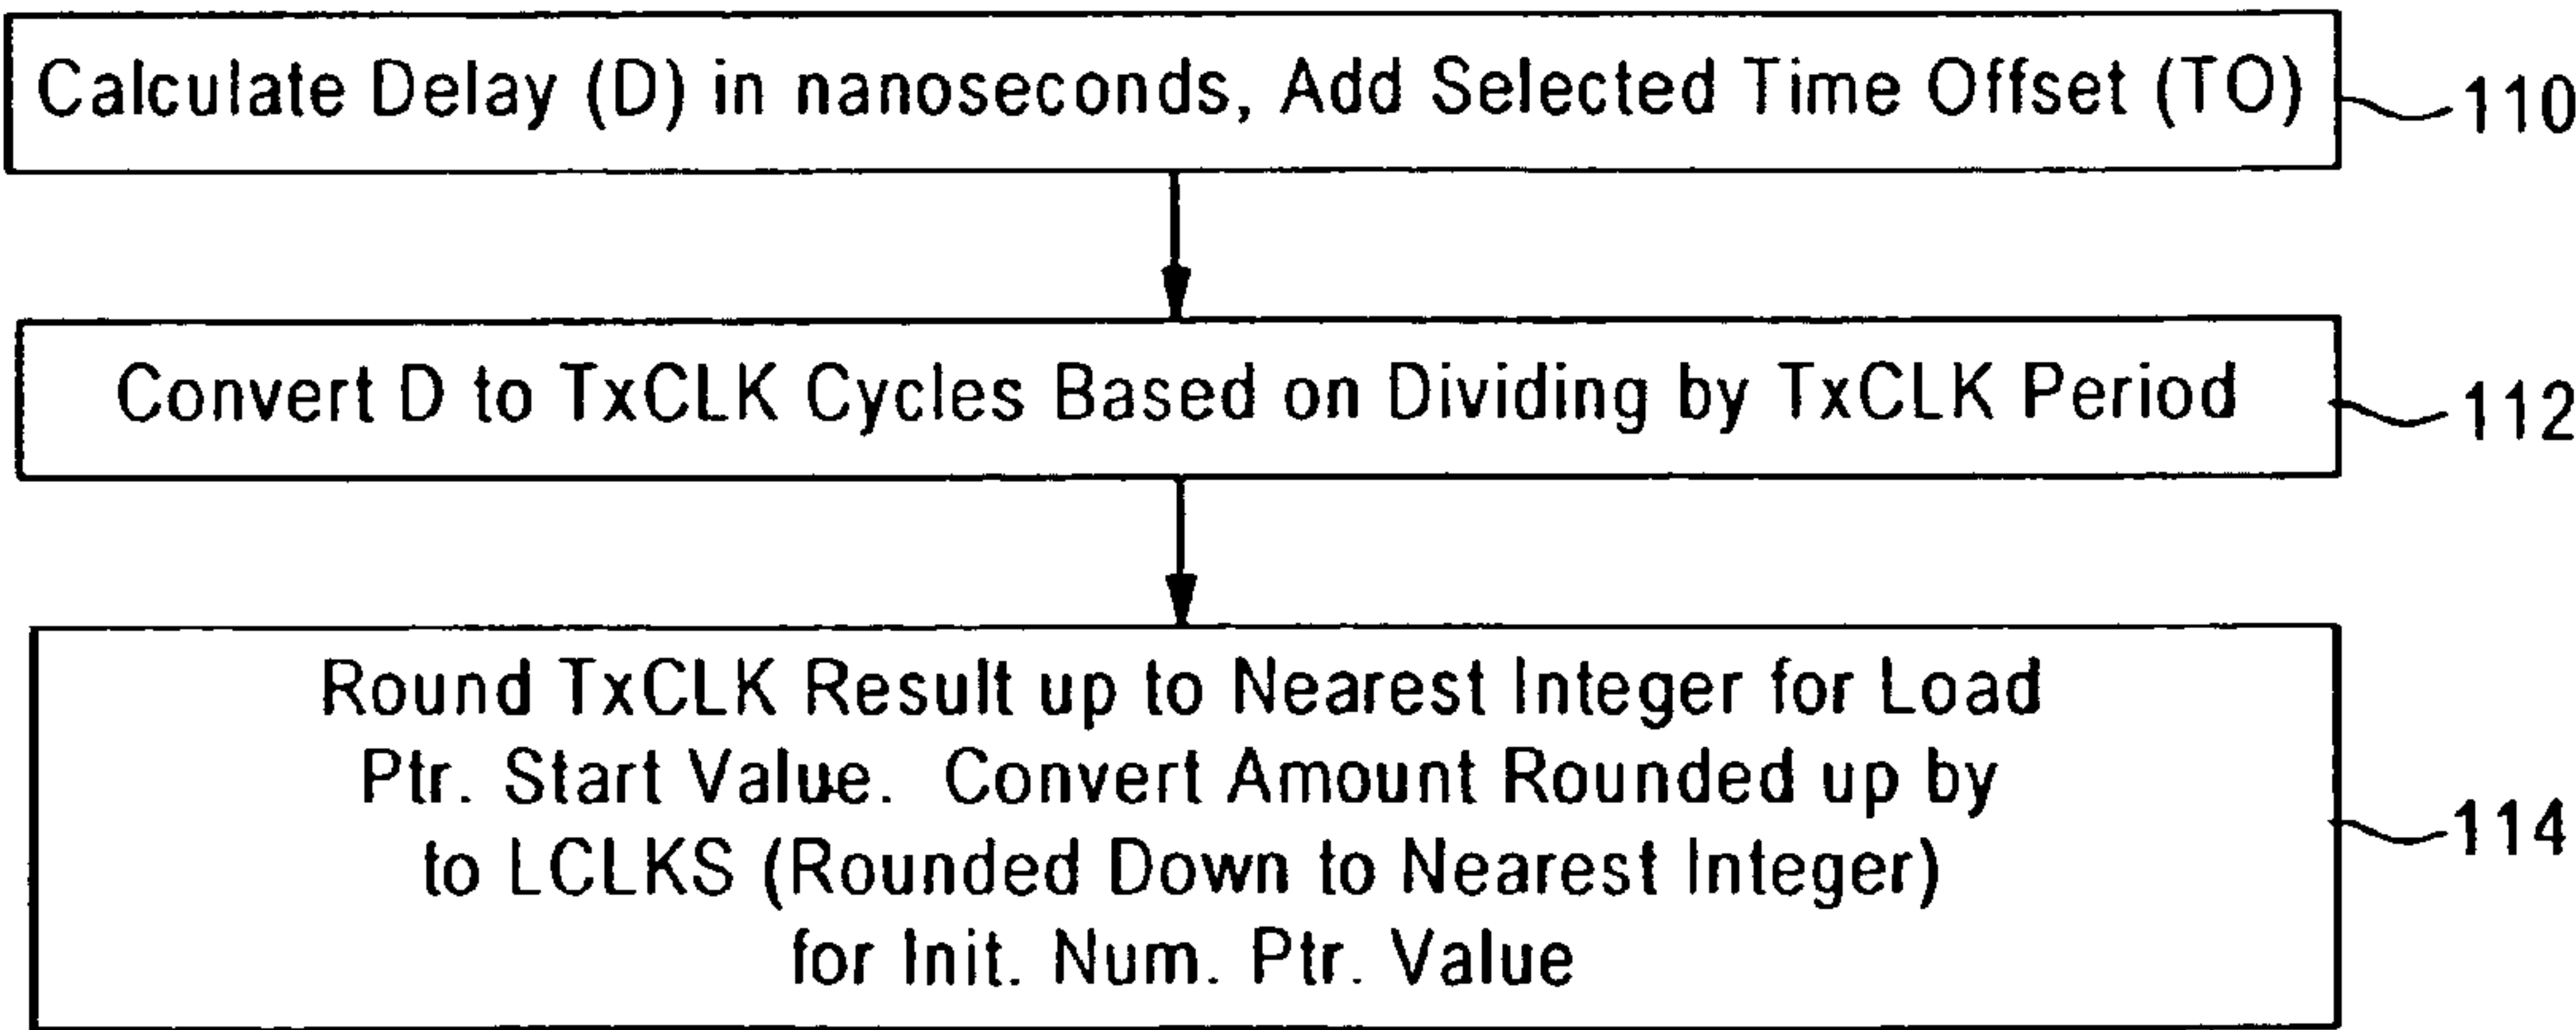 Calculate Delay (D) in nanoseconds, Add Selected Time Offset (TO)
110
Convert D to TxCLK Cycles Based on Dividing by TxCLK Period
112
Round TxCLK Result up to Nearest Integer for Load
Ptr. Start Value. Convert Amount Rounded up by
to LCLKS (Rounded Down to Nearest Integer)
for Init. Num. Ptr. Value
114